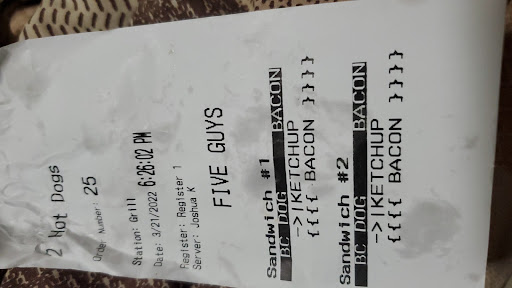 2 Hot Dogs
Order Number: 25
Station: Grill
Date: 3/21/2022 6:26:02 PM
Register: Register 1
Server: Joshua K
FIVE GUYS
Sandwich #1
BC DOG BACON
->|KETCHUP
{{{{ BACON }}}}
Sandwich #2
BC DOG BACON
->|KETCHUP
{{{{ BACON }}}}